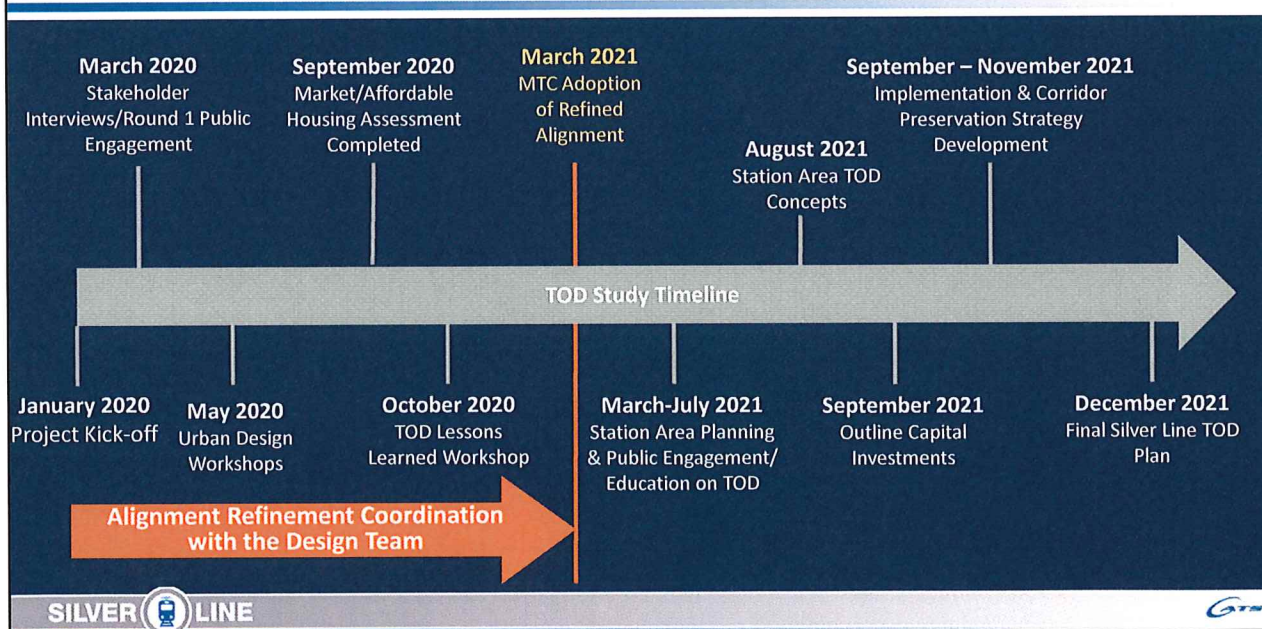 March 2020
Stakeholder
Interviews/Round 1 Public
Engagement
September 2020
Market/Affordable
Housing Assessment
Completed
March 2021
MTC Adoption
of Refined
Alignment
August 2021
Station Area TOD
Concepts
September – November 2021
Implementation & Corridor
Preservation Strategy
Development
TOD Study Timeline
January 2020
Project Kick-off
May 2020
Urban Design
Workshops
October 2020
TOD Lessons
Learned Workshop
March-July 2021
Station Area Planning
& Public Engagement/
Education on TOD
September 2021
Outline Capital
Investments
December 2021
Final Silver Line TOD
Plan
Alignment Refinement Coordination
with the Design Team
SILVER LINE
CATS